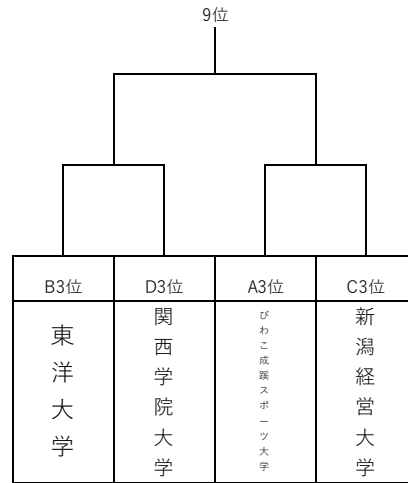 9位
B3位
D3位
A3位
C3位
東洋大学
関西学院大学
びわこ成蹊スポーツ大学
新潟経営大学